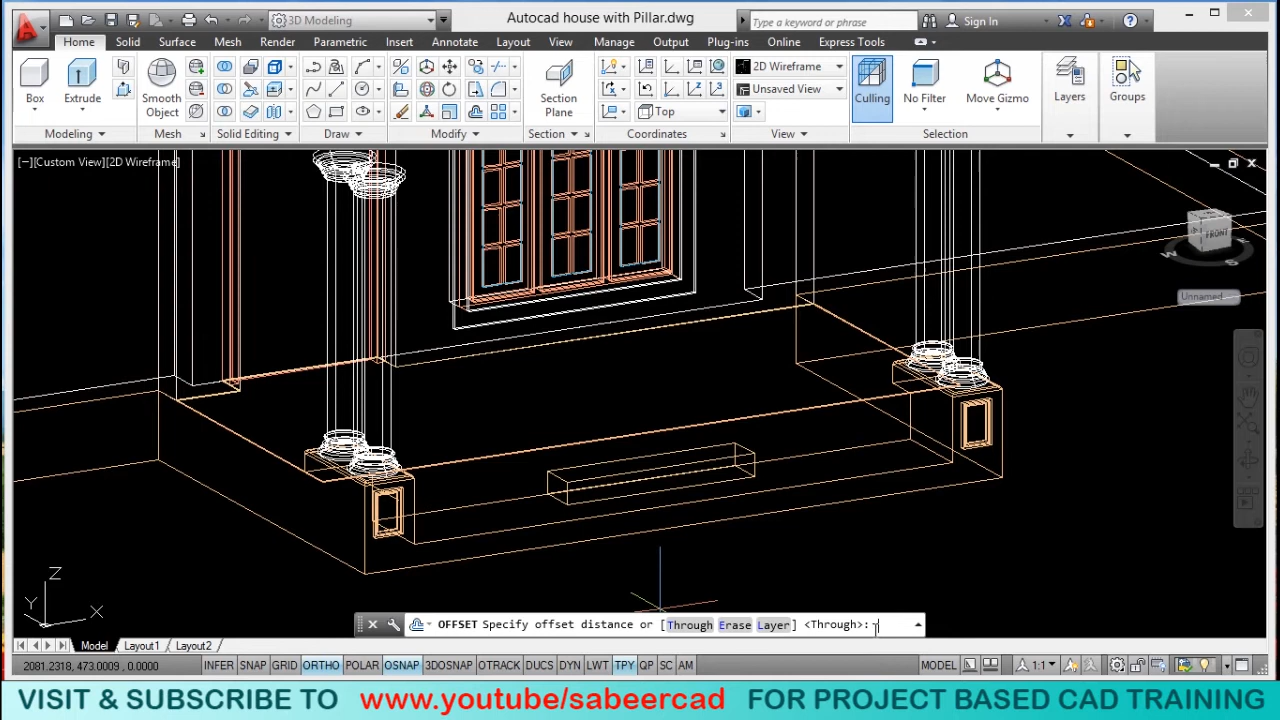 3D Modeling
Autocad house with Pillar.dwg
Type a keyword or phrase
Sign In
Home Solid Surface Mesh Render Parametric Insert Annotate Layout View Manage Output Plug-ins Online Express Tools
Box
Extrude
Smooth Object
Section Plane
2D Wireframe
Unsaved View
Top
Culling
No Filter
Move Gizmo
Layers
Groups
Modeling Mesh Solid Editing Draw Modify Section Coordinates View Selection
[−][Custom View][2D Wireframe]
FRONT
W
S
E
Unnamed
Z
Y
X
OFFSET Specify offset distance or [Through Erase Layer] <Through>:
Model Layout1 Layout2
2081.2318, 473.0009, 0.0000
INFER SNAP GRID ORTHO POLAR OSNAP 3DOSNAP OTRACK DUCS DYN LWT TPY QP SC AM
MODEL
1:1
VISIT & SUBSCRIBE TO www.youtube/sabeercad FOR PROJECT BASED CAD TRAINING